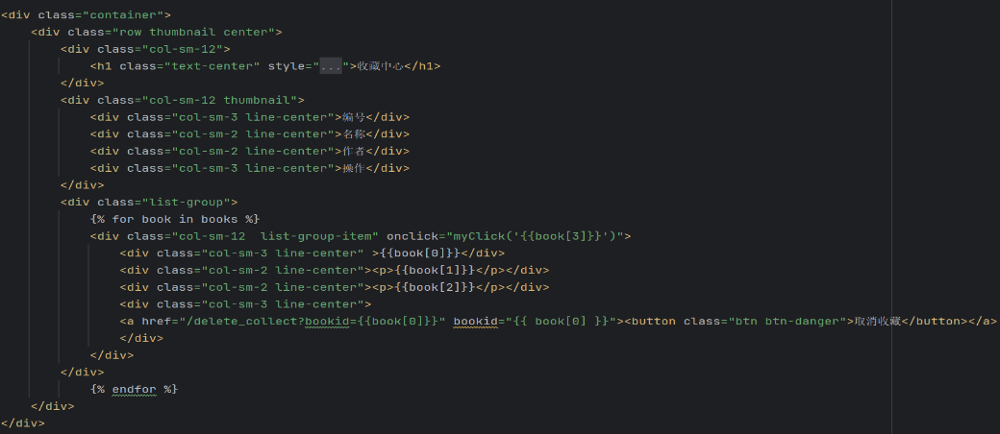 <div class="container">
<div class="row thumbnail center">
<div class="col-sm-12">
<h1 class="text-center" style="...">收藏中心</h1>
</div>
<div class="col-sm-12 thumbnail">
<div class="col-sm-3 line-center">编号</div>
<div class="col-sm-2 line-center">名称</div>
<div class="col-sm-2 line-center">作者</div>
<div class="col-sm-3 line-center">操作</div>
</div>
<div class="list-group">
{% for book in books %}
<div class="col-sm-12  list-group-item" onclick="myClick('{{book[3]}}')">
<div class="col-sm-3 line-center" >{{book[0]}}</div>
<div class="col-sm-2 line-center"><p>{{book[1]}}</p></div>
<div class="col-sm-2 line-center"><p>{{book[2]}}</p></div>
<div class="col-sm-3 line-center">
<a href="/delete_collect?bookid={{book[0]}}" bookid="{{ book[0] }}"><button class="btn btn-danger">取消收藏</button></a>
</div>
</div>
</div>
{% endfor %}
</div>
</div>